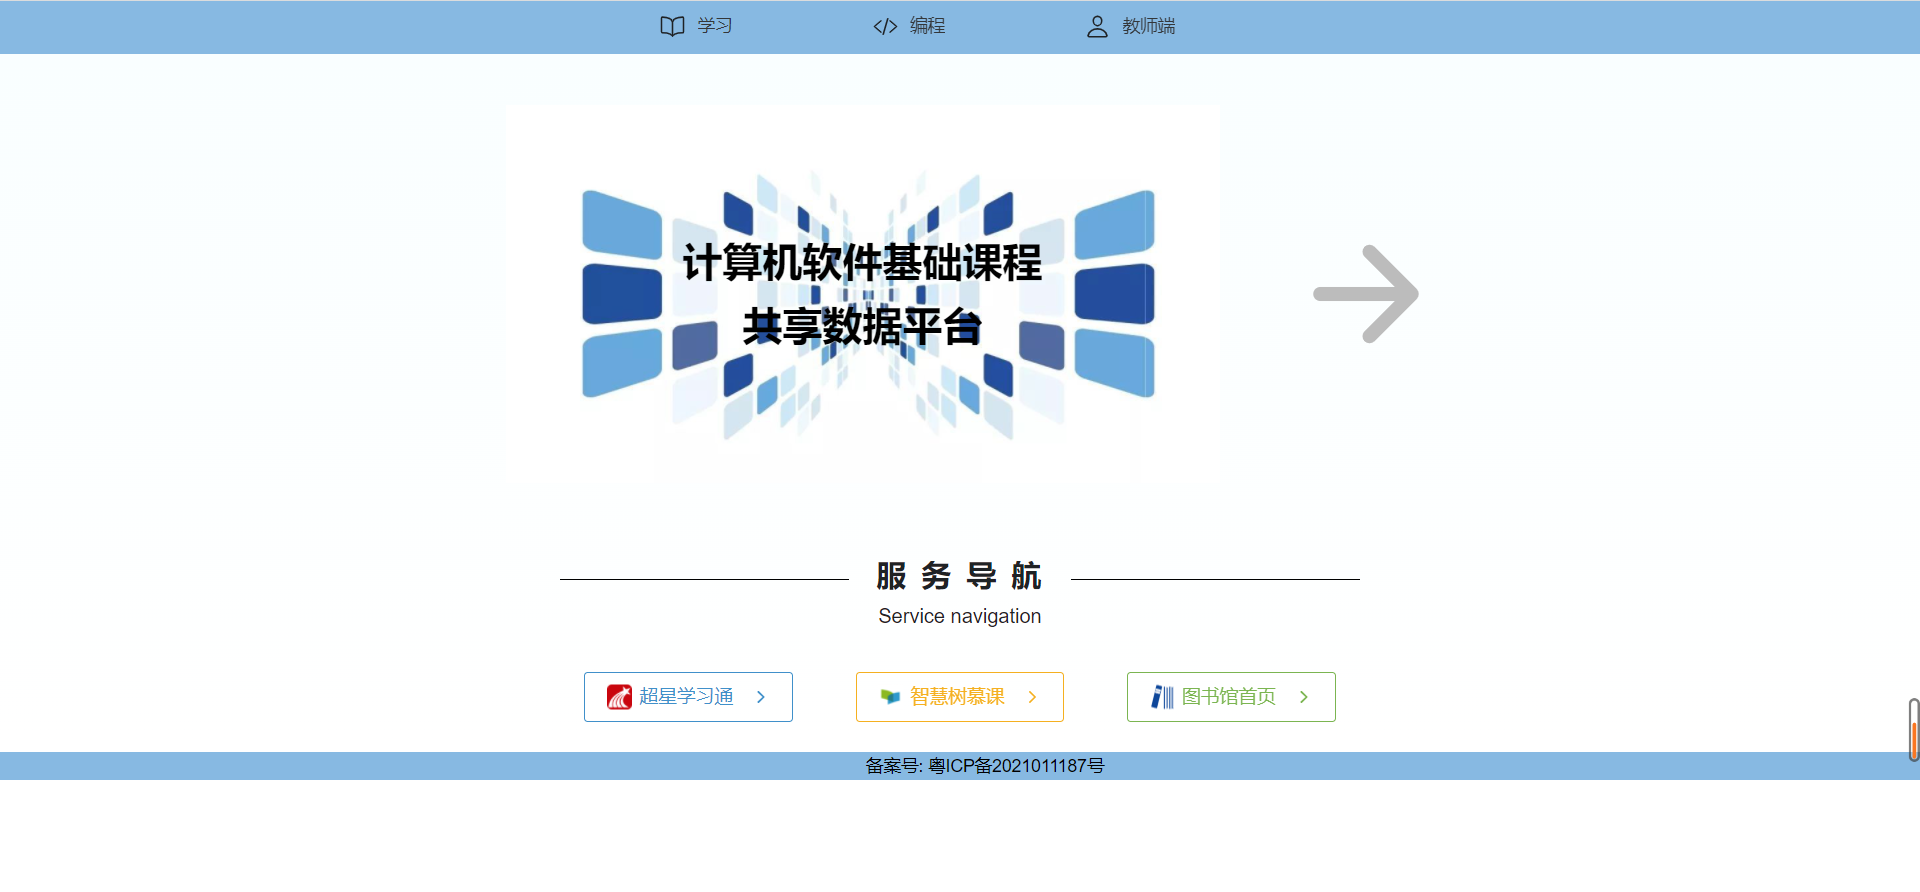 学习
编程
教师端
计算机软件基础课程
共享数据平台
服务导航
Service navigation
超星学习通
智慧树慕课
图书馆首页
备案号: 粤ICP备2021011187号